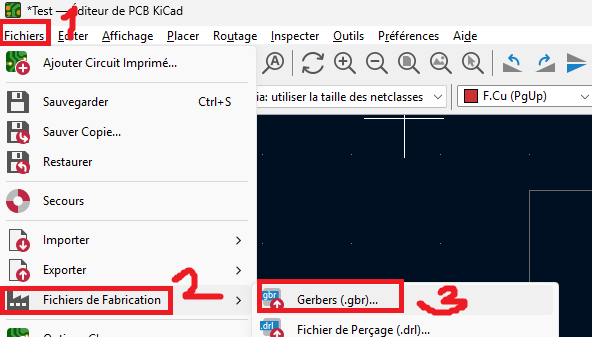 *Test — Éditeur de PCB KiCad
1
Fichiers Éditer Affichage Placer Routage Inspecter Outils Préférences Aide
Ajouter Circuit Imprimé...
Sauvegarder Ctrl+S
ia: utiliser la taille des netclasses F.Cu (PgUp)
Sauver Copie...
Restaurer
Secours
Importer
Exporter
2
Fichiers de Fabrication
.gbr Gerbers (.gbr)...
3
.drl Fichier de Perçage (.drl)...